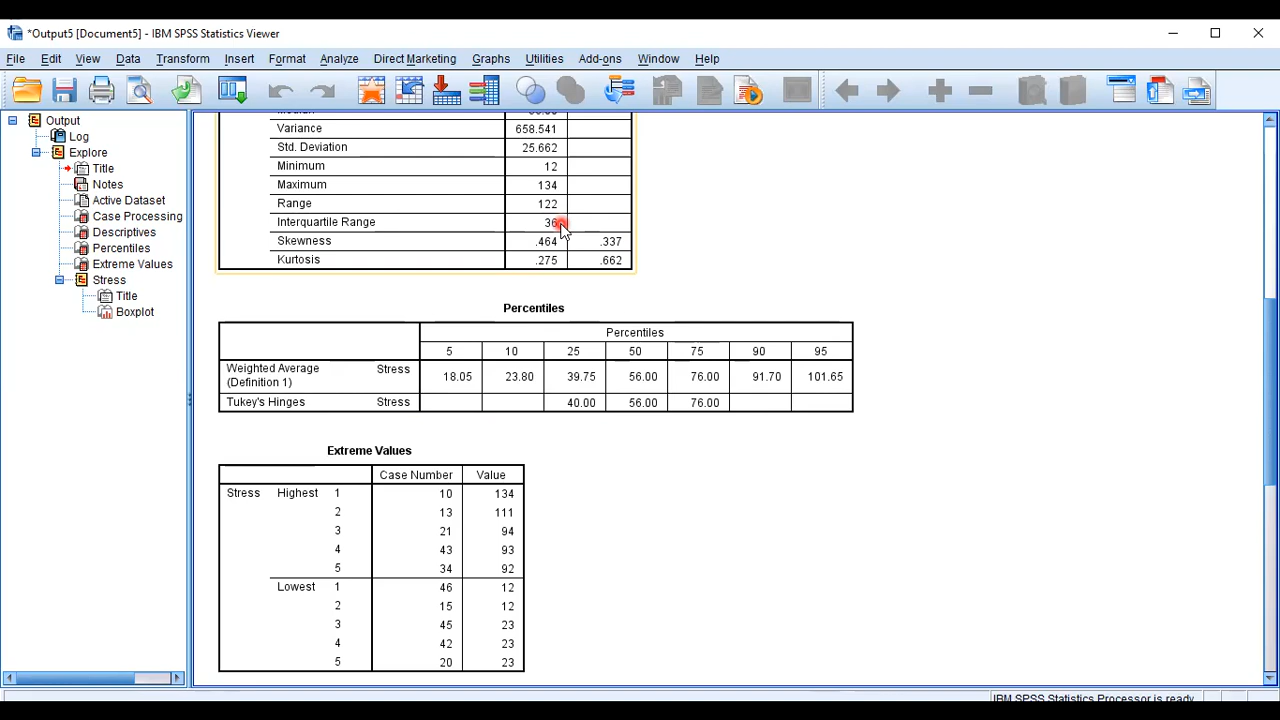 *Output5 [Document5] - IBM SPSS Statistics Viewer
File Edit View Data Transform Insert Format Analyze Direct Marketing Graphs Utilities Add-ons Window Help
Output
Log
Explore
Title
Notes
Active Dataset
Case Processing
Descriptives
Percentiles
Extreme Values
Stress
Title
Boxplot
Variance 658.541
Std. Deviation 25.662
Minimum 12
Maximum 134
Range 122
Interquartile Range 36
Skewness .464 .337
Kurtosis .275 .662
Percentiles
Percentiles
5 10 25 50 75 90 95
Weighted Average (Definition 1) Stress 18.05 23.80 39.75 56.00 76.00 91.70 101.65
Tukey's Hinges Stress 40.00 56.00 76.00
Extreme Values
Case Number Value
Stress Highest 1 10 134
2 13 111
3 21 94
4 43 93
5 34 92
Lowest 1 46 12
2 15 12
3 45 23
4 42 23
5 20 23
IBM SPSS Statistics Processor is ready